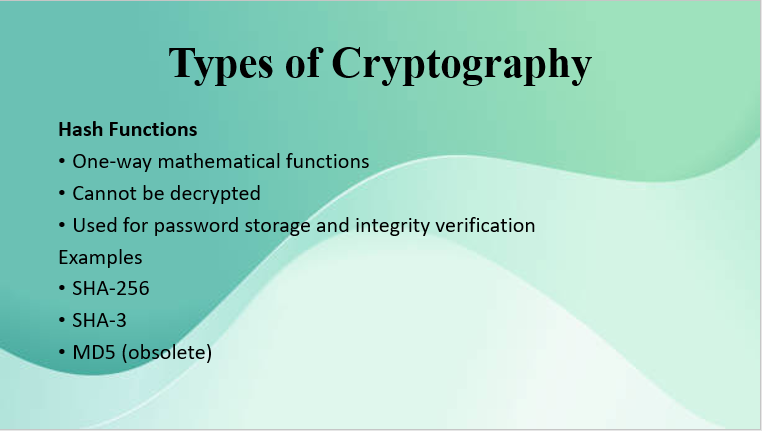 Types of Cryptography
Hash Functions
• One-way mathematical functions
• Cannot be decrypted
• Used for password storage and integrity verification
Examples
• SHA-256
• SHA-3
• MD5 (obsolete)